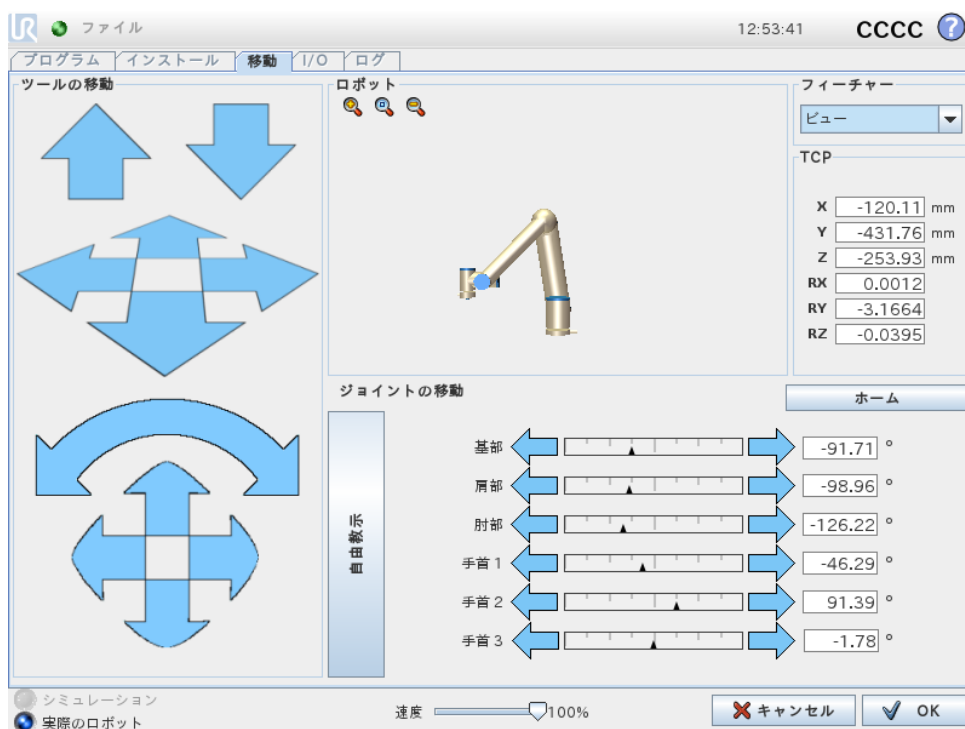 UR ファイル 12:53:41 CCCC ?
プログラム インストール 移動 I/O ログ
ツールの移動
ロボット
フィーチャー
ビュー
TCP
X -120.11 mm
Y -431.76 mm
Z -253.93 mm
RX 0.0012
RY -3.1664
RZ -0.0395
ジョイントの移動
ホーム
自由教示
基部 -91.71 °
肩部 -98.96 °
肘部 -126.22 °
手首 1 -46.29 °
手首 2 91.39 °
手首 3 -1.78 °
シミュレーション
実際のロボット
速度 100%
キャンセル
OK